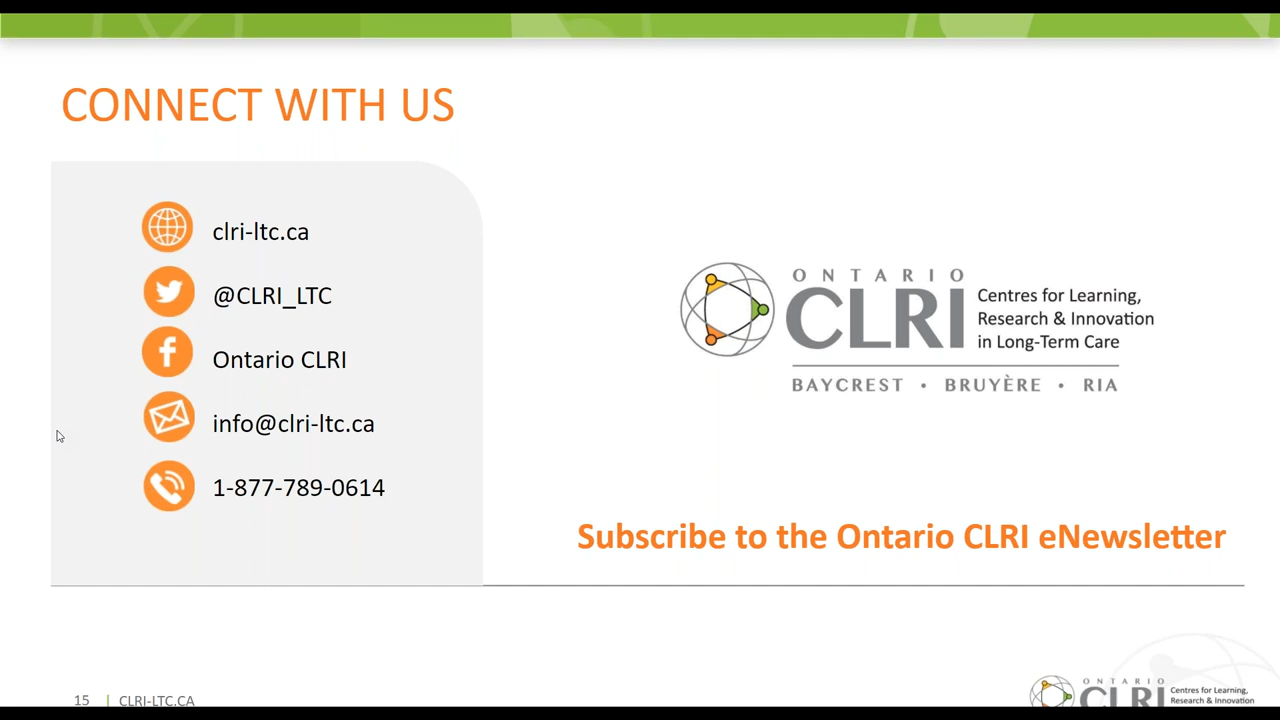 CONNECT WITH US
clri-ltc.ca
@CLRI_LTC
Ontario CLRI
info@clri-ltc.ca
1-877-789-0614
ONTARIO
CLRI
Centres for Learning,
Research & Innovation
in Long-Term Care
BAYCREST • BRUYÈRE • RIA
Subscribe to the Ontario CLRI eNewsletter
15 | CLRI-LTC.CA
ONTARIO
CLRI
Centres for Learning,
Research & Innovation